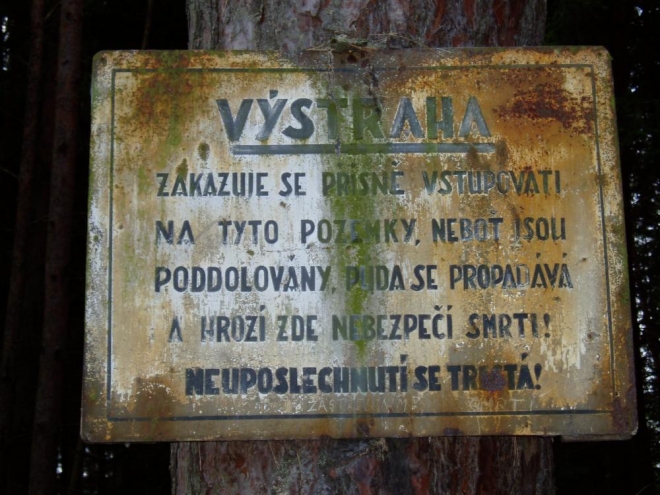 VÝSTRAHA
ZAKAZUJE SE PŘÍSNĚ VSTUPOVATI
NA TYTO POZEMKY, NEBOŤ JSOU
PODDOLOVÁNY, PŮDA SE PROPADÁVÁ
A HROZÍ ZDE NEBEZPEČÍ SMRTI!
NEUPOSLECHNUTÍ SE TRESTÁ!